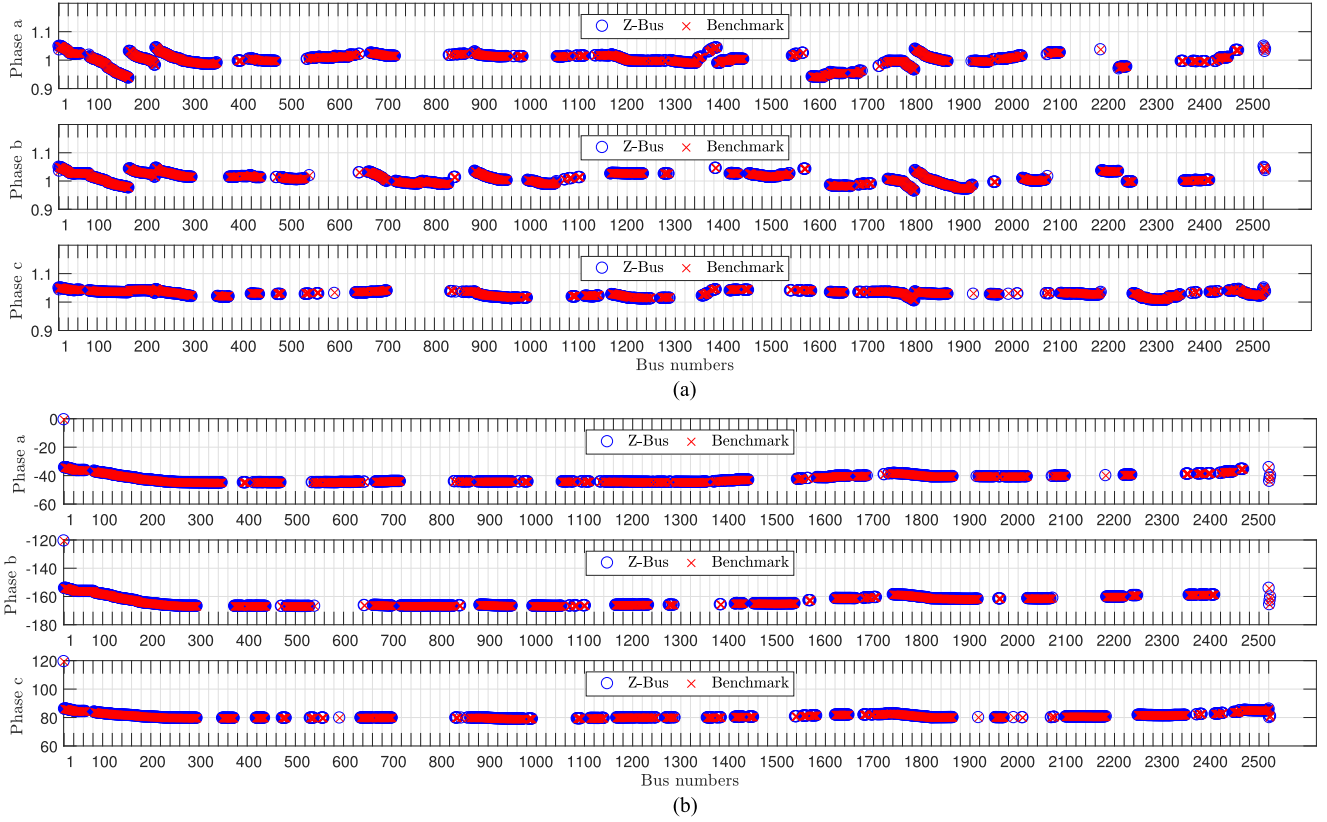 Phase a
1.1
1
0.9
Z-Bus Benchmark
1 100 200 300 400 500 600 700 800 900 1000 1100 1200 1300 1400 1500 1600 1700 1800 1900 2000 2100 2200 2300 2400 2500
Phase b
1.1
1
0.9
Z-Bus Benchmark
1 100 200 300 400 500 600 700 800 900 1000 1100 1200 1300 1400 1500 1600 1700 1800 1900 2000 2100 2200 2300 2400 2500
Phase c
1.1
1
0.9
Z-Bus Benchmark
1 100 200 300 400 500 600 700 800 900 1000 1100 1200 1300 1400 1500 1600 1700 1800 1900 2000 2100 2200 2300 2400 2500
Bus numbers
(a)
Phase a
0
-20
-40
-60
Z-Bus Benchmark
1 100 200 300 400 500 600 700 800 900 1000 1100 1200 1300 1400 1500 1600 1700 1800 1900 2000 2100 2200 2300 2400 2500
Phase b
-120
-140
-160
-180
Z-Bus Benchmark
1 100 200 300 400 500 600 700 800 900 1000 1100 1200 1300 1400 1500 1600 1700 1800 1900 2000 2100 2200 2300 2400 2500
Phase c
120
100
80
60
Z-Bus Benchmark
1 100 200 300 400 500 600 700 800 900 1000 1100 1200 1300 1400 1500 1600 1700 1800 1900 2000 2100 2200 2300 2400 2500
Bus numbers
(b)